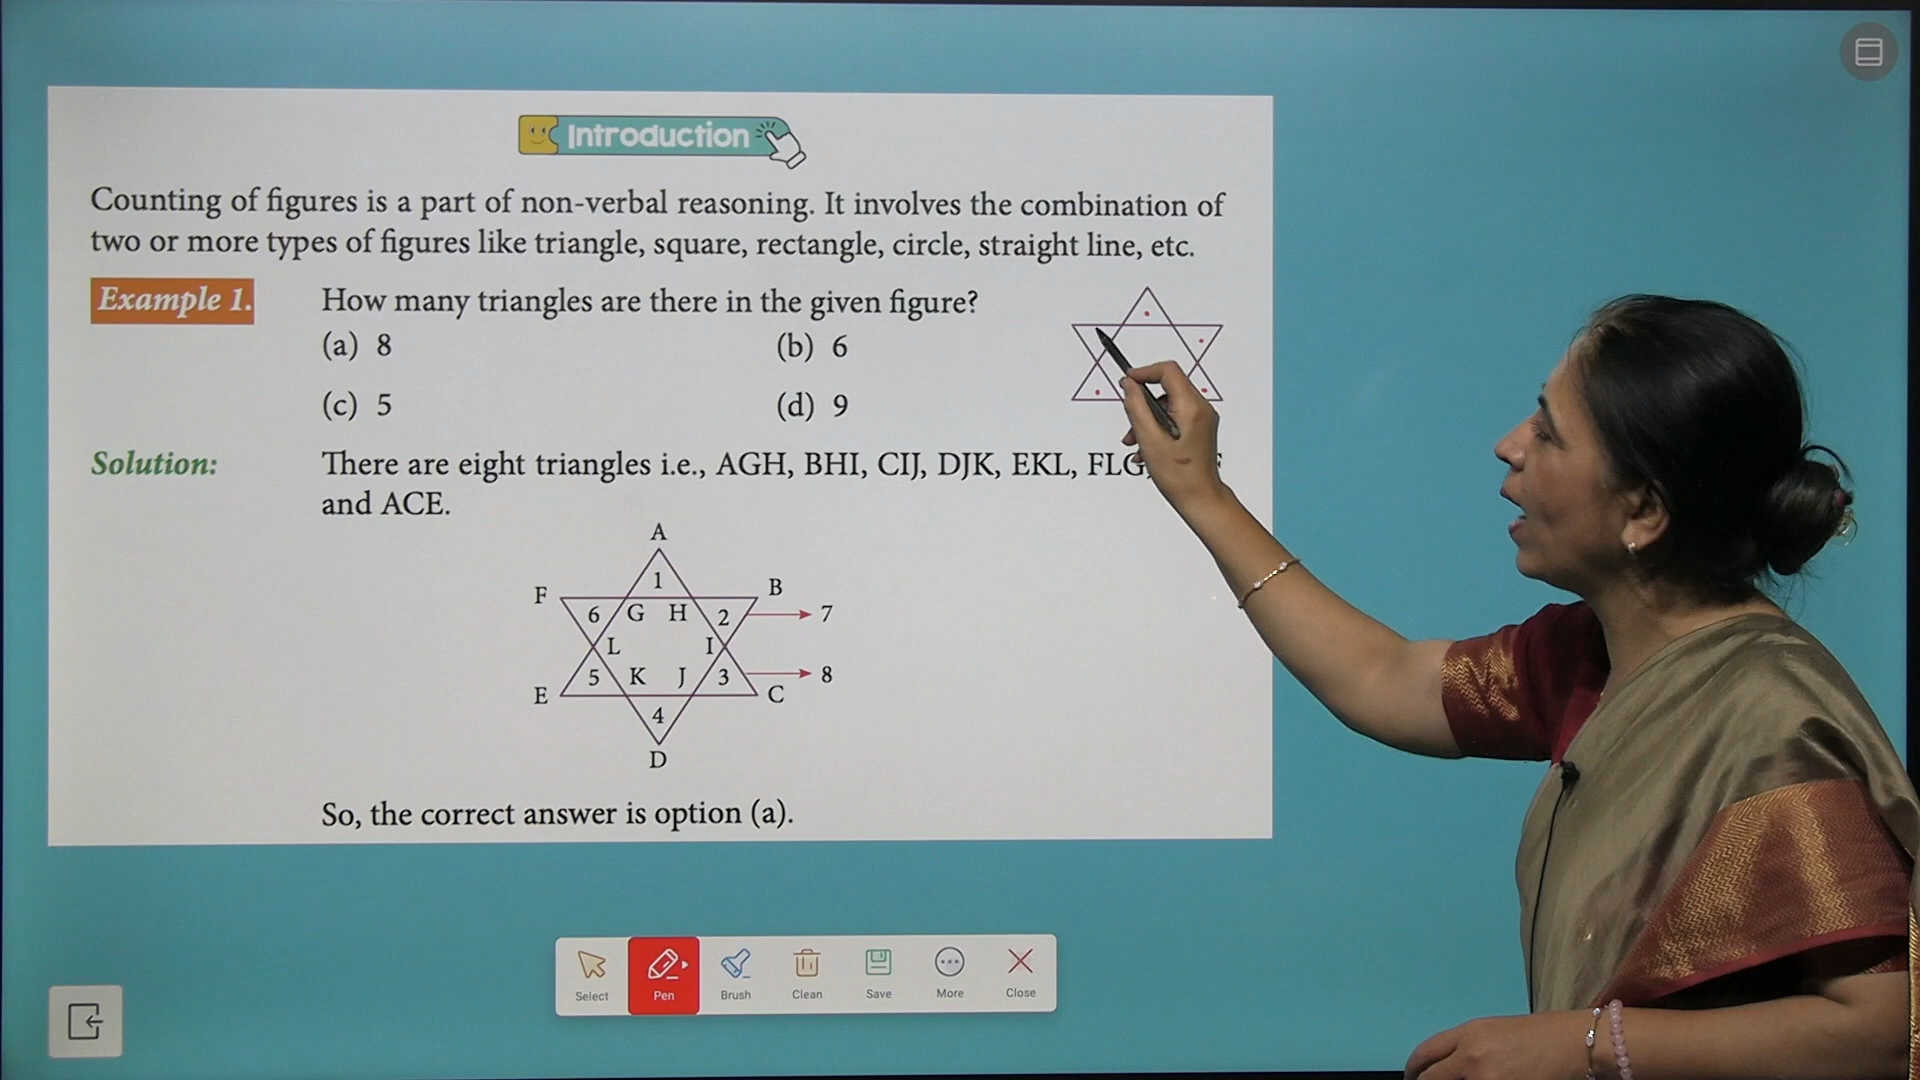 Introduction
Counting of figures is a part of non-verbal reasoning. It involves the combination of
two or more types of figures like triangle, square, rectangle, circle, straight line, etc.
Example 1. How many triangles are there in the given figure?
(a) 8 (b) 6
(c) 5 (d) 9
Solution: There are eight triangles i.e., AGH, BHI, CIJ, DJK, EKL, FLG,
and ACE.
A
F 1 B
6 G H 2 7
L I
5 K J 3 8
E 4 C
D
So, the correct answer is option (a).
Select Pen Brush Clean Save More Close